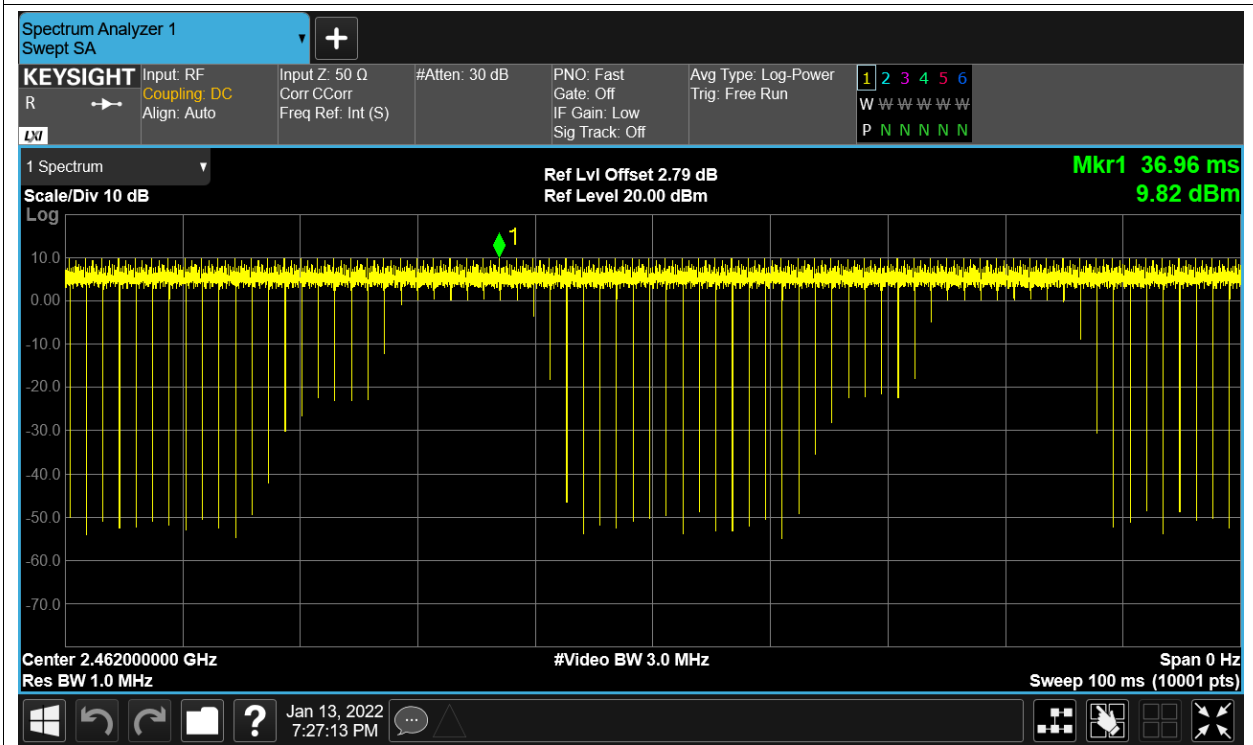 Spectrum Analyzer 1
Swept SA
KEYSIGHT
R
LXI
Input: RF
Coupling: DC
Align: Auto
Input Z: 50 Ω
Corr CCorr
Freq Ref: Int (S)
#Atten: 30 dB
PNO: Fast
Gate: Off
IF Gain: Low
Sig Track: Off
Avg Type: Log-Power
Trig: Free Run
1 2 3 4 5 6
W W W W W W
P N N N N N
1 Spectrum
Scale/Div 10 dB
Log
Ref Lvl Offset 2.79 dB
Ref Level 20.00 dBm
Mkr1 36.96 ms
9.82 dBm
1
10.0
0.00
-10.0
-20.0
-30.0
-40.0
-50.0
-60.0
-70.0
Center 2.462000000 GHz
#Video BW 3.0 MHz
Span 0 Hz
Res BW 1.0 MHz
Sweep 100 ms (10001 pts)
?
Jan 13, 2022
7:27:13 PM